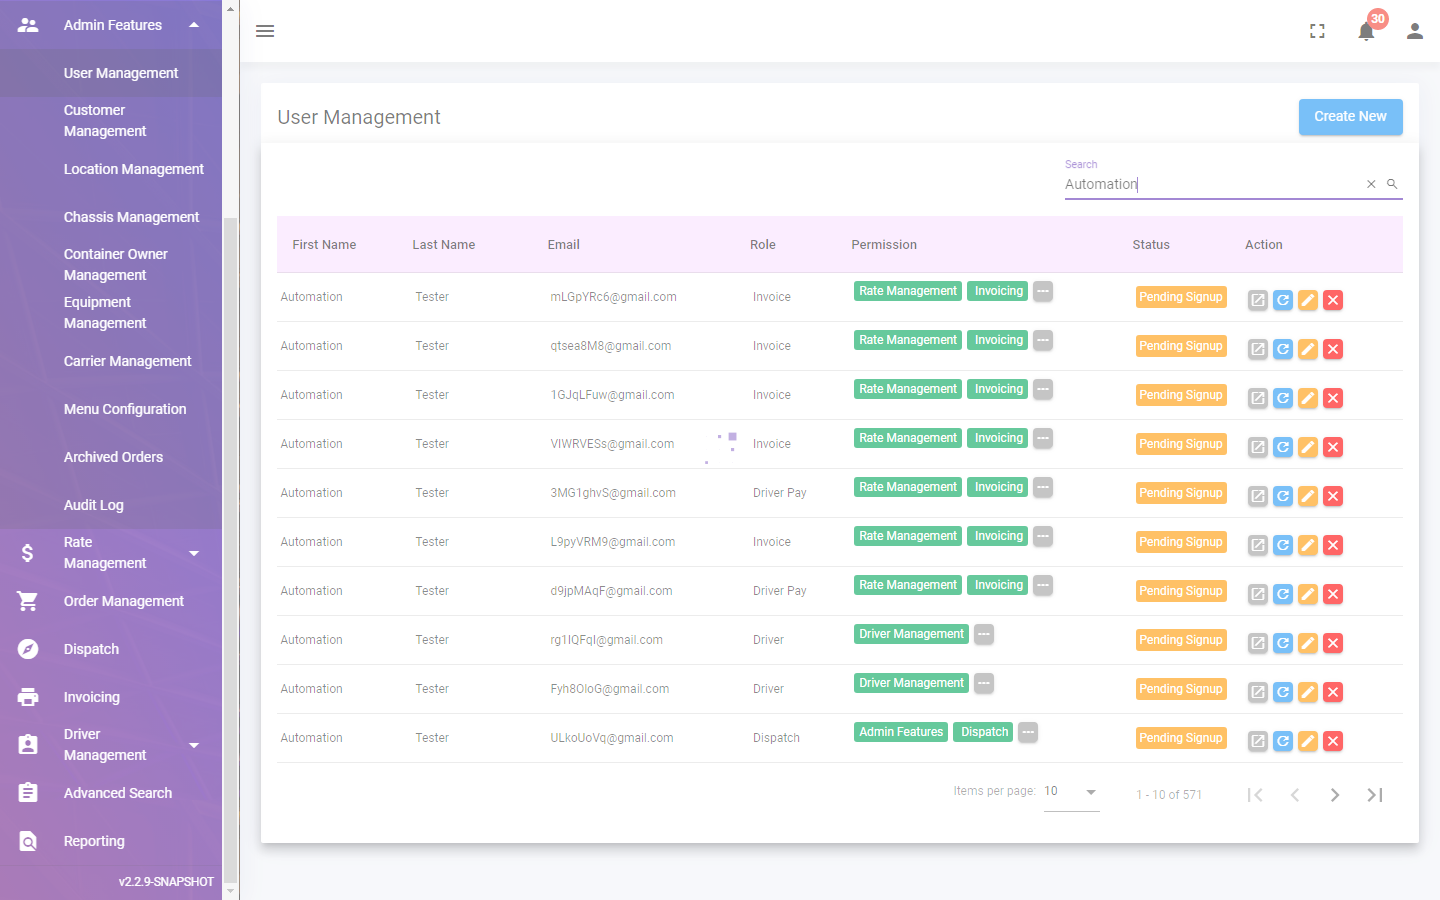 Admin Features
User Management
Customer
Management
Location Management
Chassis Management
Container Owner
Management
Equipment
Management
Carrier Management
Menu Configuration
Archived Orders
Audit Log
Rate
Management
Order Management
Dispatch
Invoicing
Driver
Management
Advanced Search
Reporting
v2.2.9-SNAPSHOT
30
User Management
Create New
Search
Automation
First Name Last Name Email Role Permission Status Action
Automation Tester mLGpYRc6@gmail.com Invoice Rate Management Invoicing --- Pending Signup
Automation Tester qtsea8M8@gmail.com Invoice Rate Management Invoicing --- Pending Signup
Automation Tester 1GJqLFuw@gmail.com Invoice Rate Management Invoicing --- Pending Signup
Automation Tester VIWRVESs@gmail.com Invoice Rate Management Invoicing --- Pending Signup
Automation Tester 3MG1ghvS@gmail.com Driver Pay Rate Management Invoicing --- Pending Signup
Automation Tester L9pyVRM9@gmail.com Invoice Rate Management Invoicing --- Pending Signup
Automation Tester d9jpMAqF@gmail.com Driver Pay Rate Management Invoicing --- Pending Signup
Automation Tester rg1IQFqI@gmail.com Driver Driver Management --- Pending Signup
Automation Tester Fyh8OloG@gmail.com Driver Driver Management --- Pending Signup
Automation Tester ULkoUoVq@gmail.com Dispatch Admin Features Dispatch --- Pending Signup
Items per page: 10 1 - 10 of 571